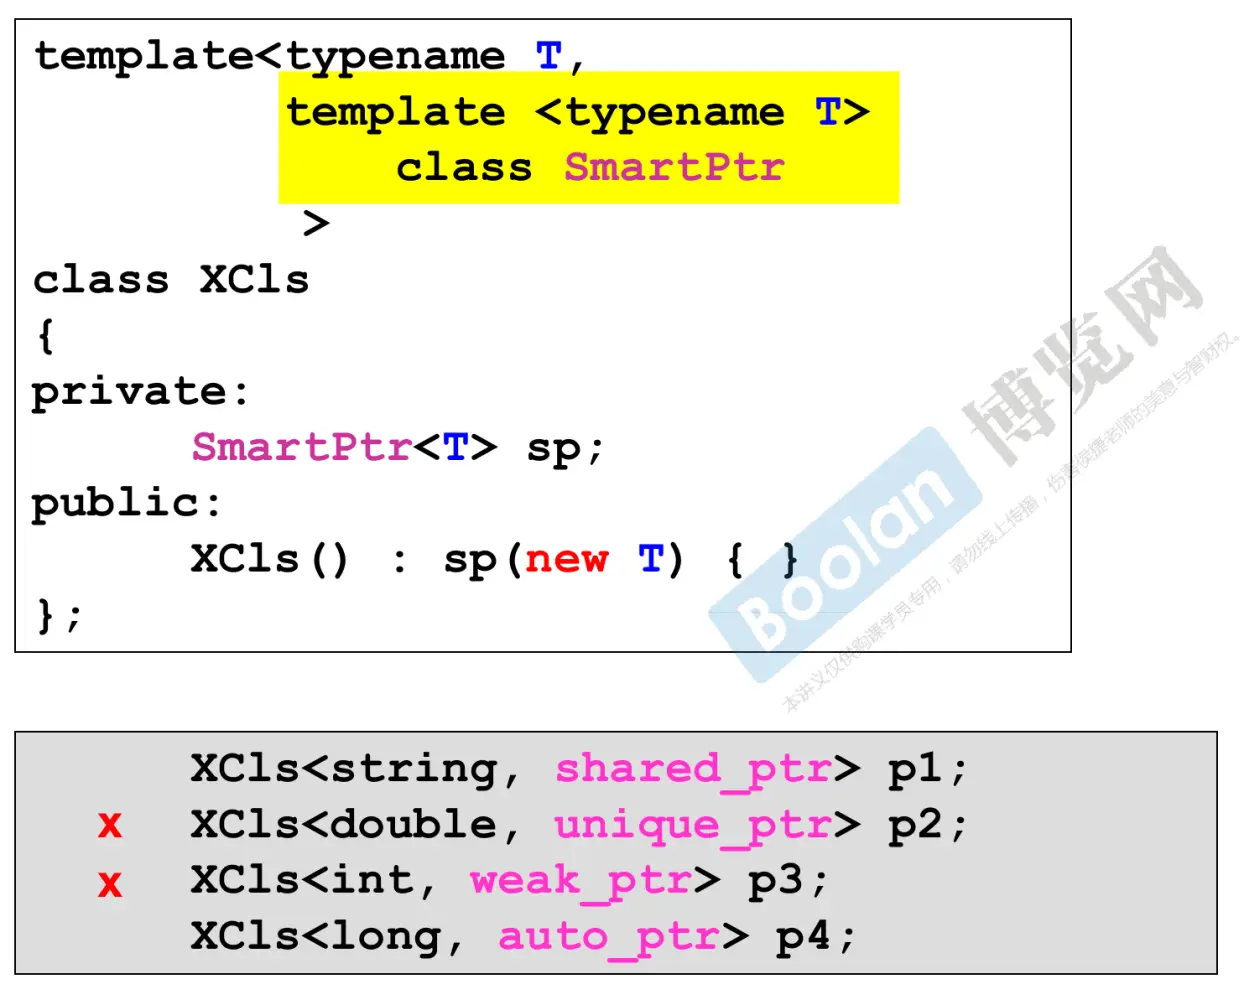 template<typename T,
template <typename T>
class SmartPtr
>
class XCls
{
private:
SmartPtr<T> sp;
public:
XCls() : sp(new T) { }
};
Boolan 博览网
本讲义仅供购课学员专用，请勿线上传播，伤害侯捷老师的美意与智财权。
XCls<string, shared_ptr> p1;
x XCls<double, unique_ptr> p2;
x XCls<int, weak_ptr> p3;
XCls<long, auto_ptr> p4;